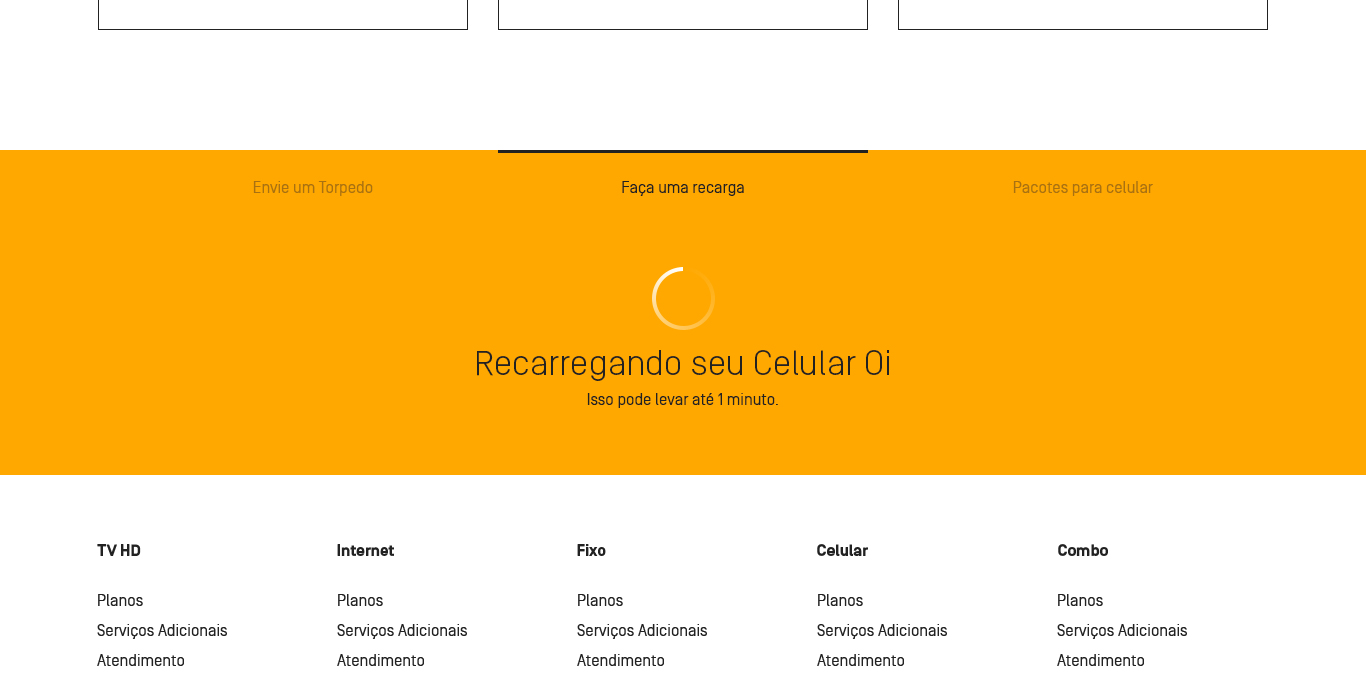 Envie um Torpedo
Faça uma recarga
Pacotes para celular
Recarregando seu Celular Oi
Isso pode levar até 1 minuto.
TV HD
Planos
Serviços Adicionais
Atendimento
Internet
Planos
Serviços Adicionais
Atendimento
Fixo
Planos
Serviços Adicionais
Atendimento
Celular
Planos
Serviços Adicionais
Atendimento
Combo
Planos
Serviços Adicionais
Atendimento